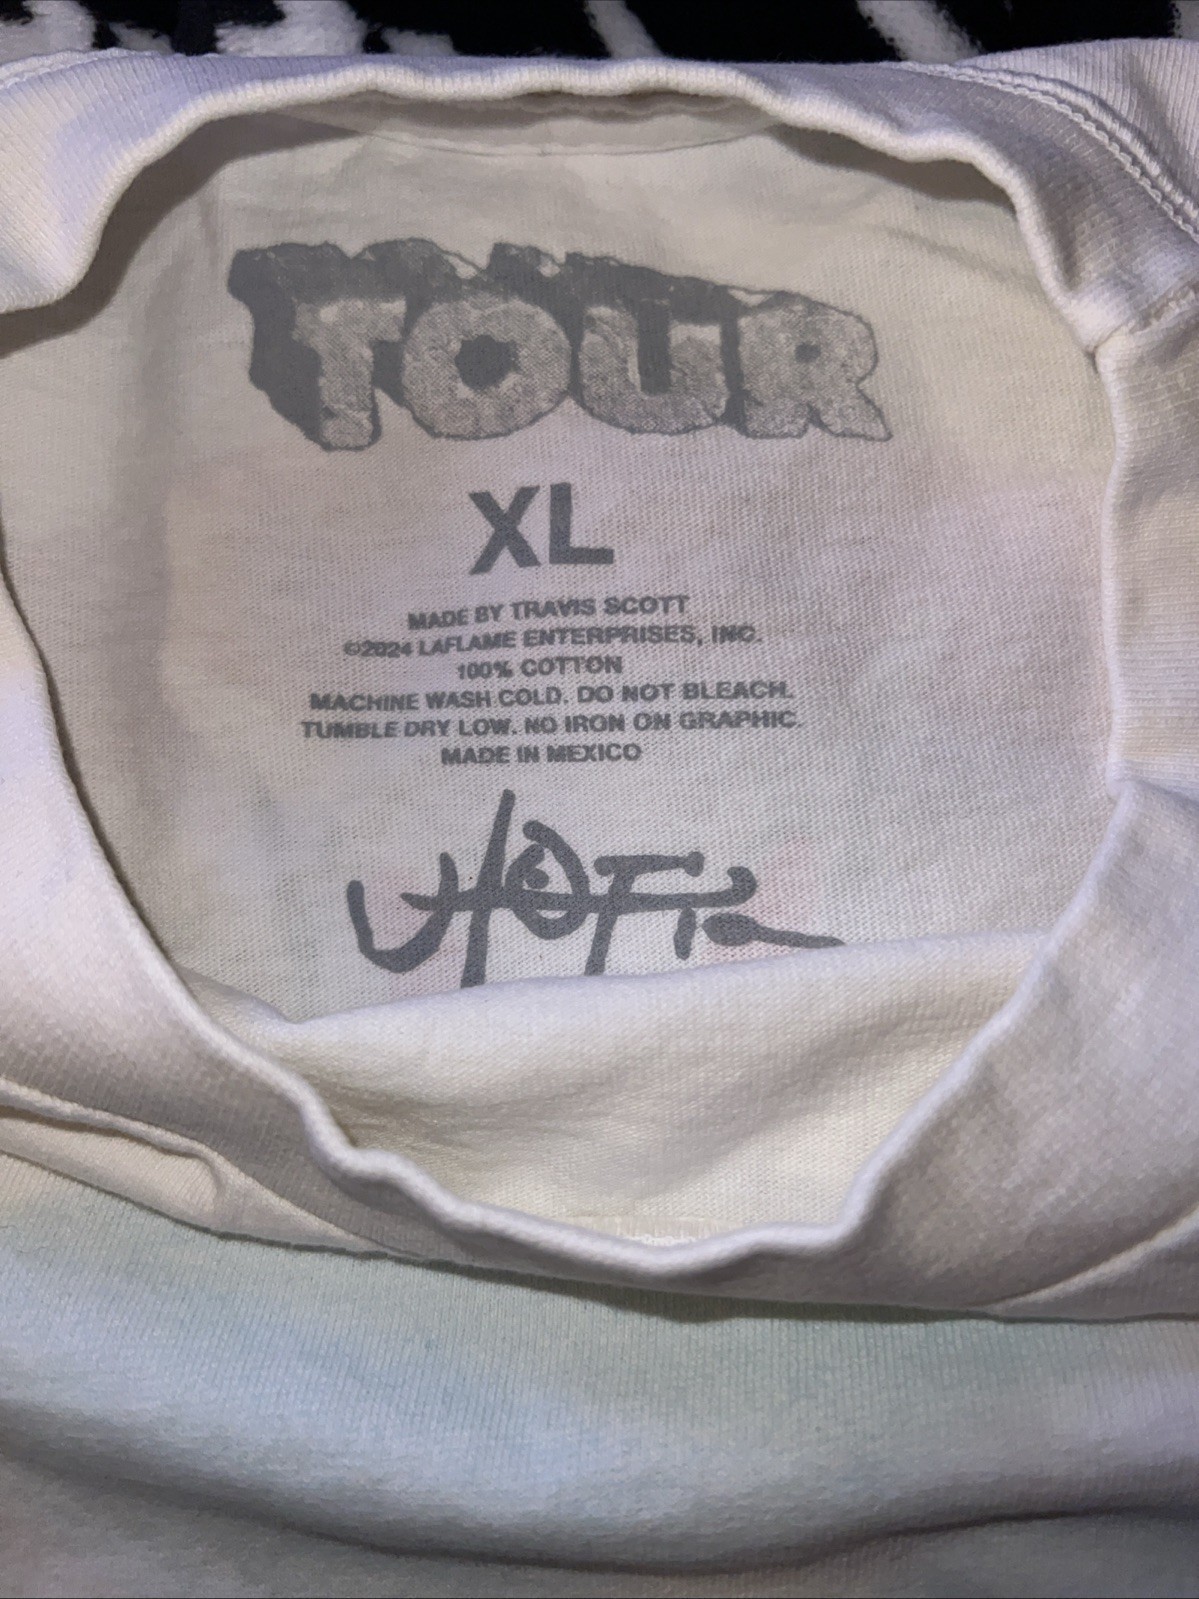 TOUR
XL
MADE BY TRAVIS SCOTT
©2024 LAFLAME ENTERPRISES, INC.
100% COTTON
MACHINE WASH COLD. DO NOT BLEACH.
TUMBLE DRY LOW. NO IRON ON GRAPHIC.
MADE IN MEXICO
UTOPIA